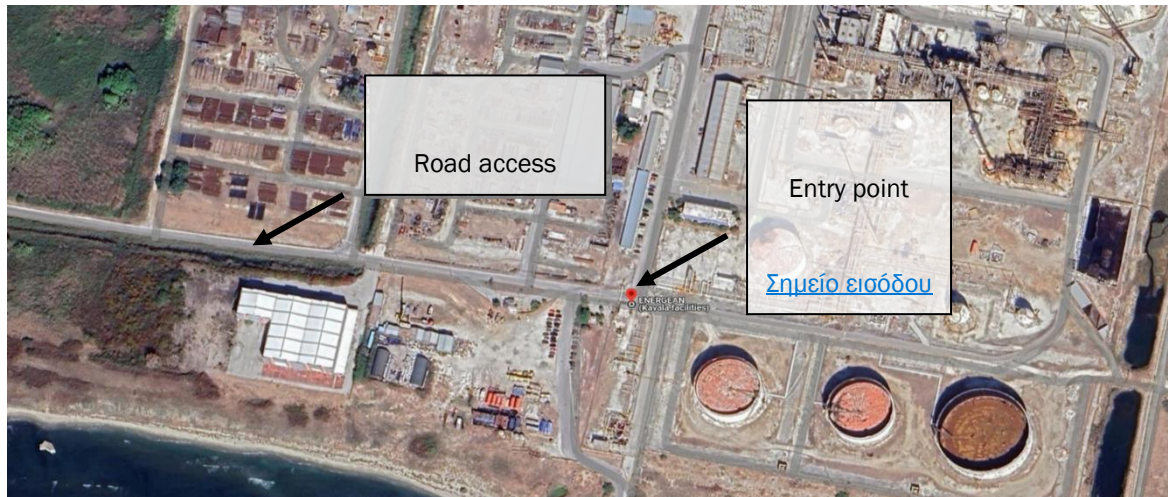 Road access
Entry point
Σημείο εισόδου
ENERGEAN
(Kavala facilities)